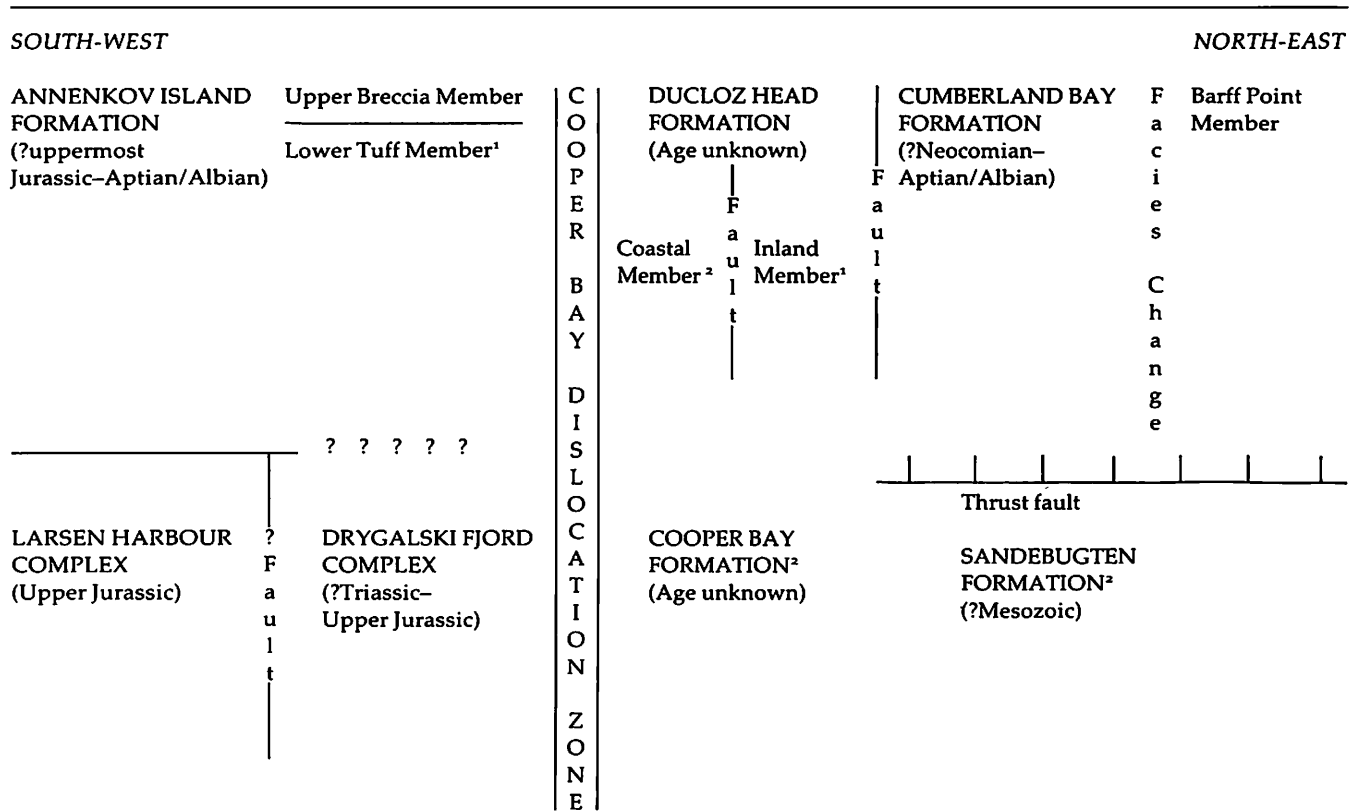 SOUTH-WEST
NORTH-EAST
ANNENKOV ISLAND
FORMATION
(?uppermost
Jurassic–Aptian/Albian)
Upper Breccia Member
Lower Tuff Member¹
COOPER BAY DISLOCATION ZONE
DUCLOZ HEAD
FORMATION
(Age unknown)
Coastal
Member ²
Fault
Inland
Member¹
Fault
CUMBERLAND BAY
FORMATION
(?Neocomian–
Aptian/Albian)
Facies Change
Barff Point
Member
? ? ? ? ?
LARSEN HARBOUR
COMPLEX
(Upper Jurassic)
?Fault
DRYGALSKI FJORD
COMPLEX
(?Triassic–
Upper Jurassic)
COOPER BAY
FORMATION²
(Age unknown)
Thrust fault
SANDEBUGTEN
FORMATION²
(?Mesozoic)